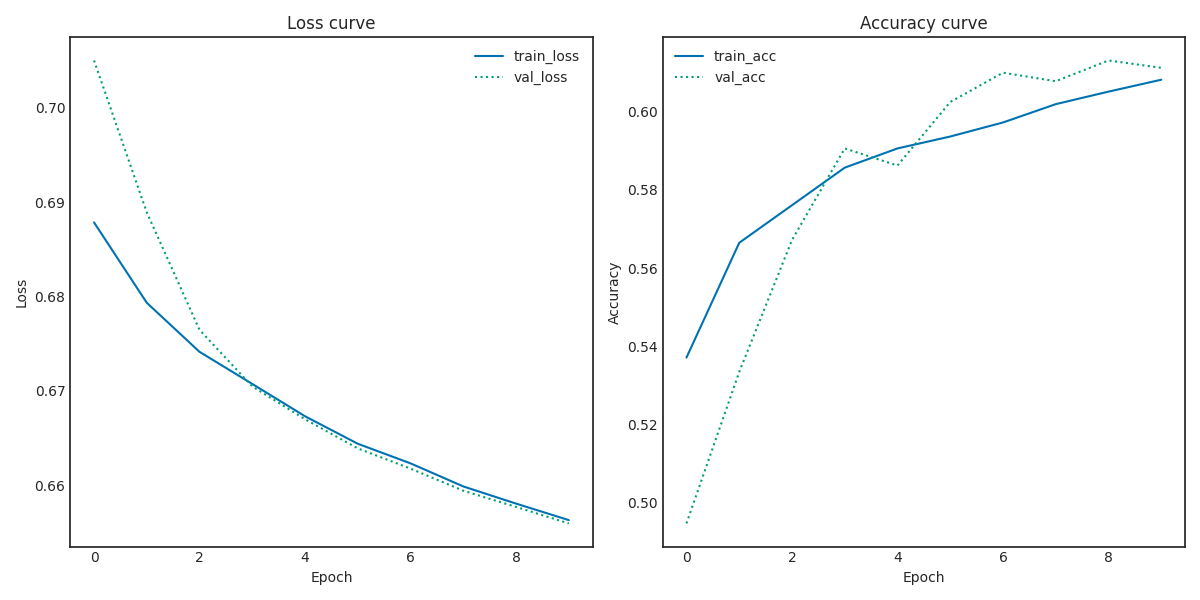 Loss curve
train_loss
val_loss
0.70
0.69
0.68
0.67
0.66
Loss
0 2 4 6 8
Epoch
Accuracy curve
train_acc
val_acc
0.60
0.58
0.56
0.54
0.52
0.50
Accuracy
0 2 4 6 8
Epoch